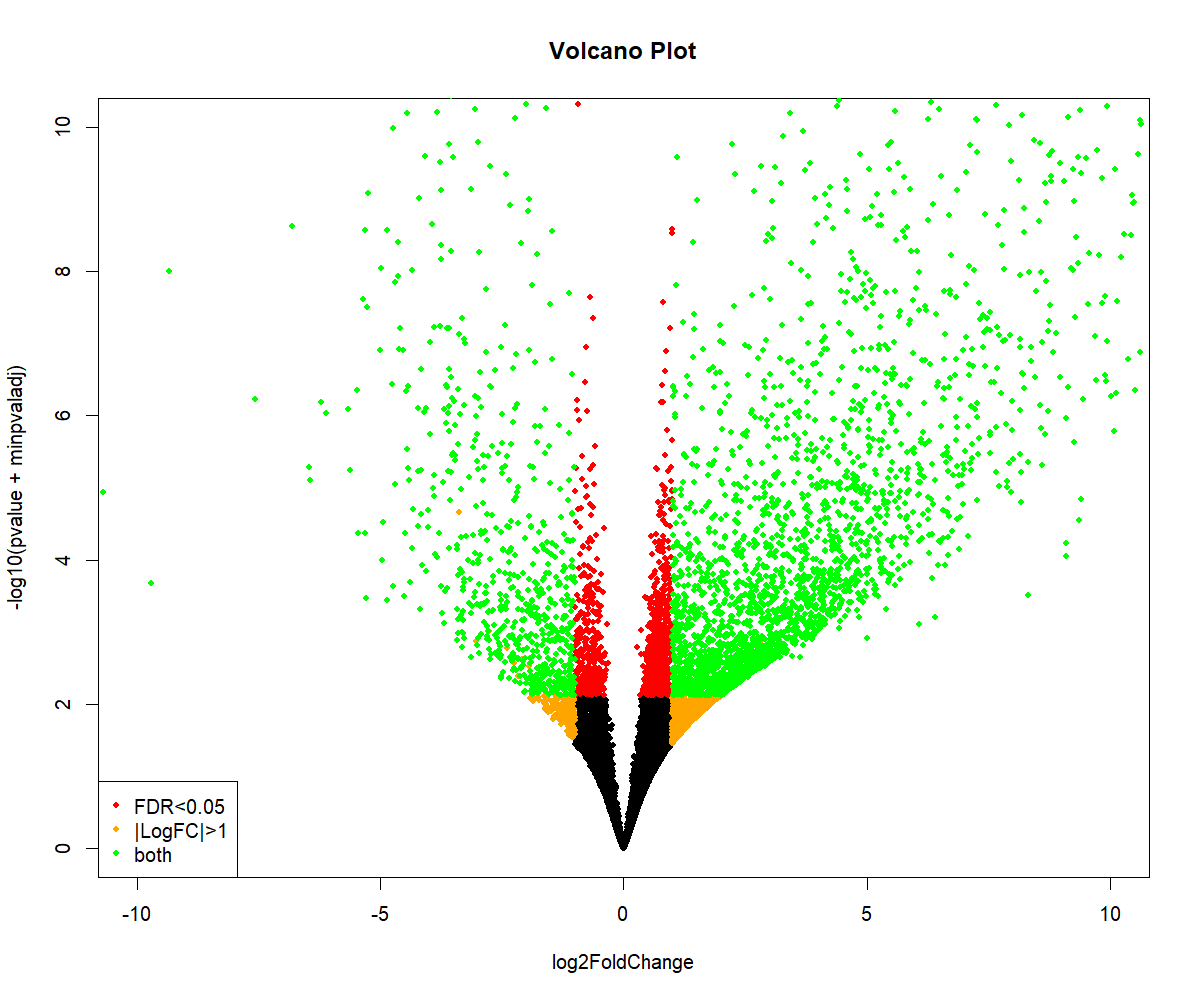 Volcano Plot
-log10(pvalue + minpvaladj)
10
8
6
4
2
0
FDR<0.05
|LogFC|>1
both
-10 -5 0 5 10
log2FoldChange